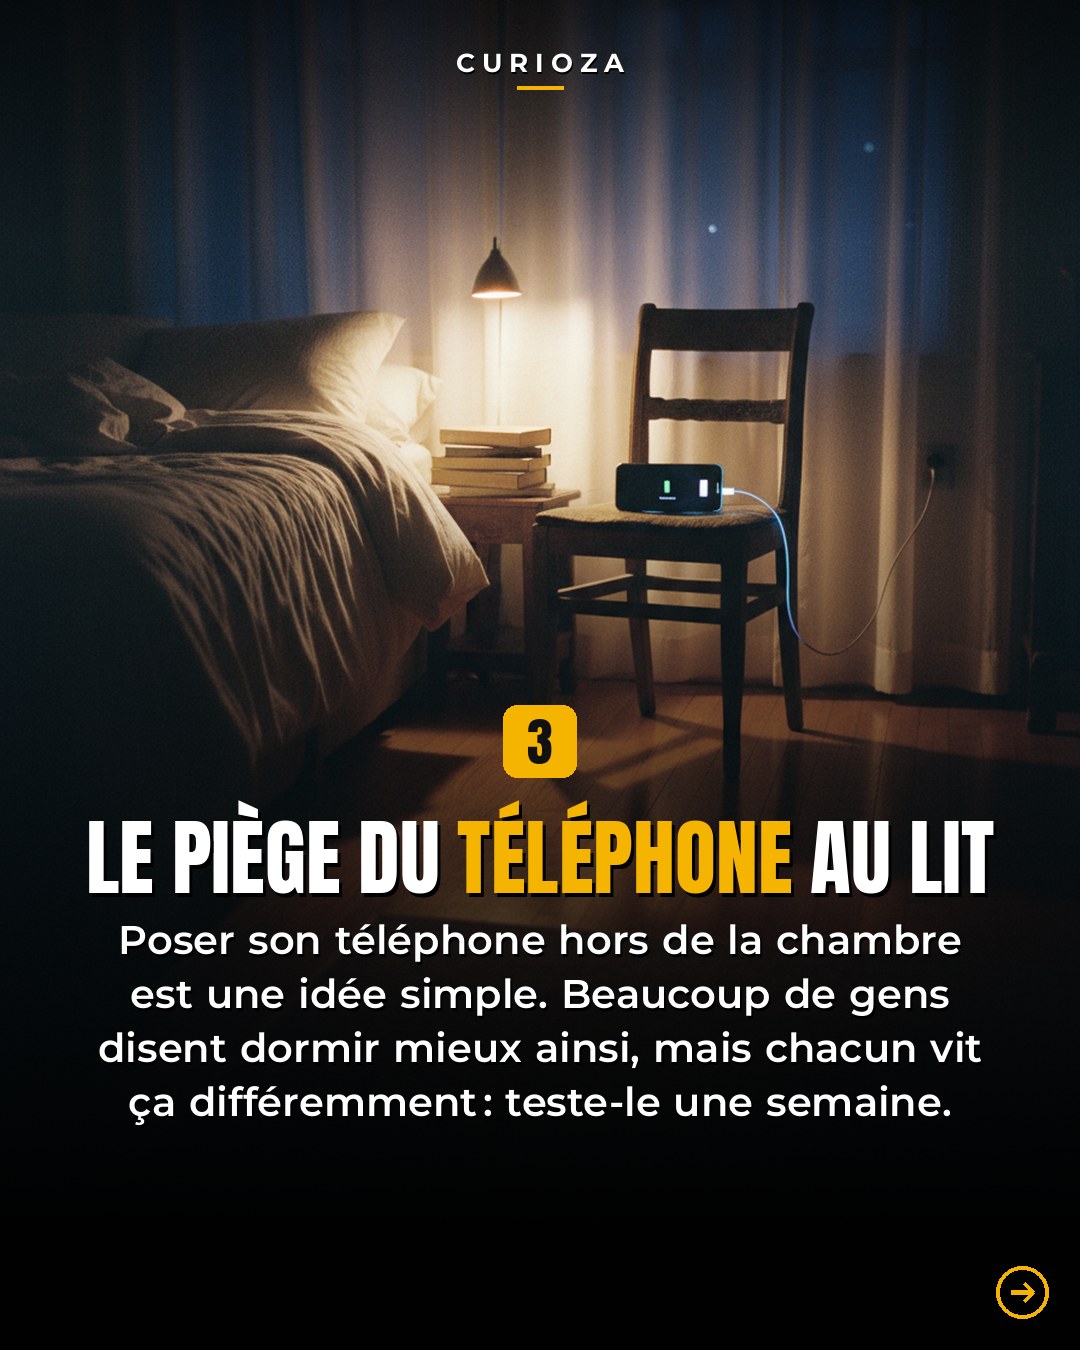 CURIOZA
3
LE PIÈGE DU TÉLÉPHONE AU LIT
Poser son téléphone hors de la chambre
est une idée simple. Beaucoup de gens
disent dormir mieux ainsi, mais chacun vit
ça différemment : teste-le une semaine.